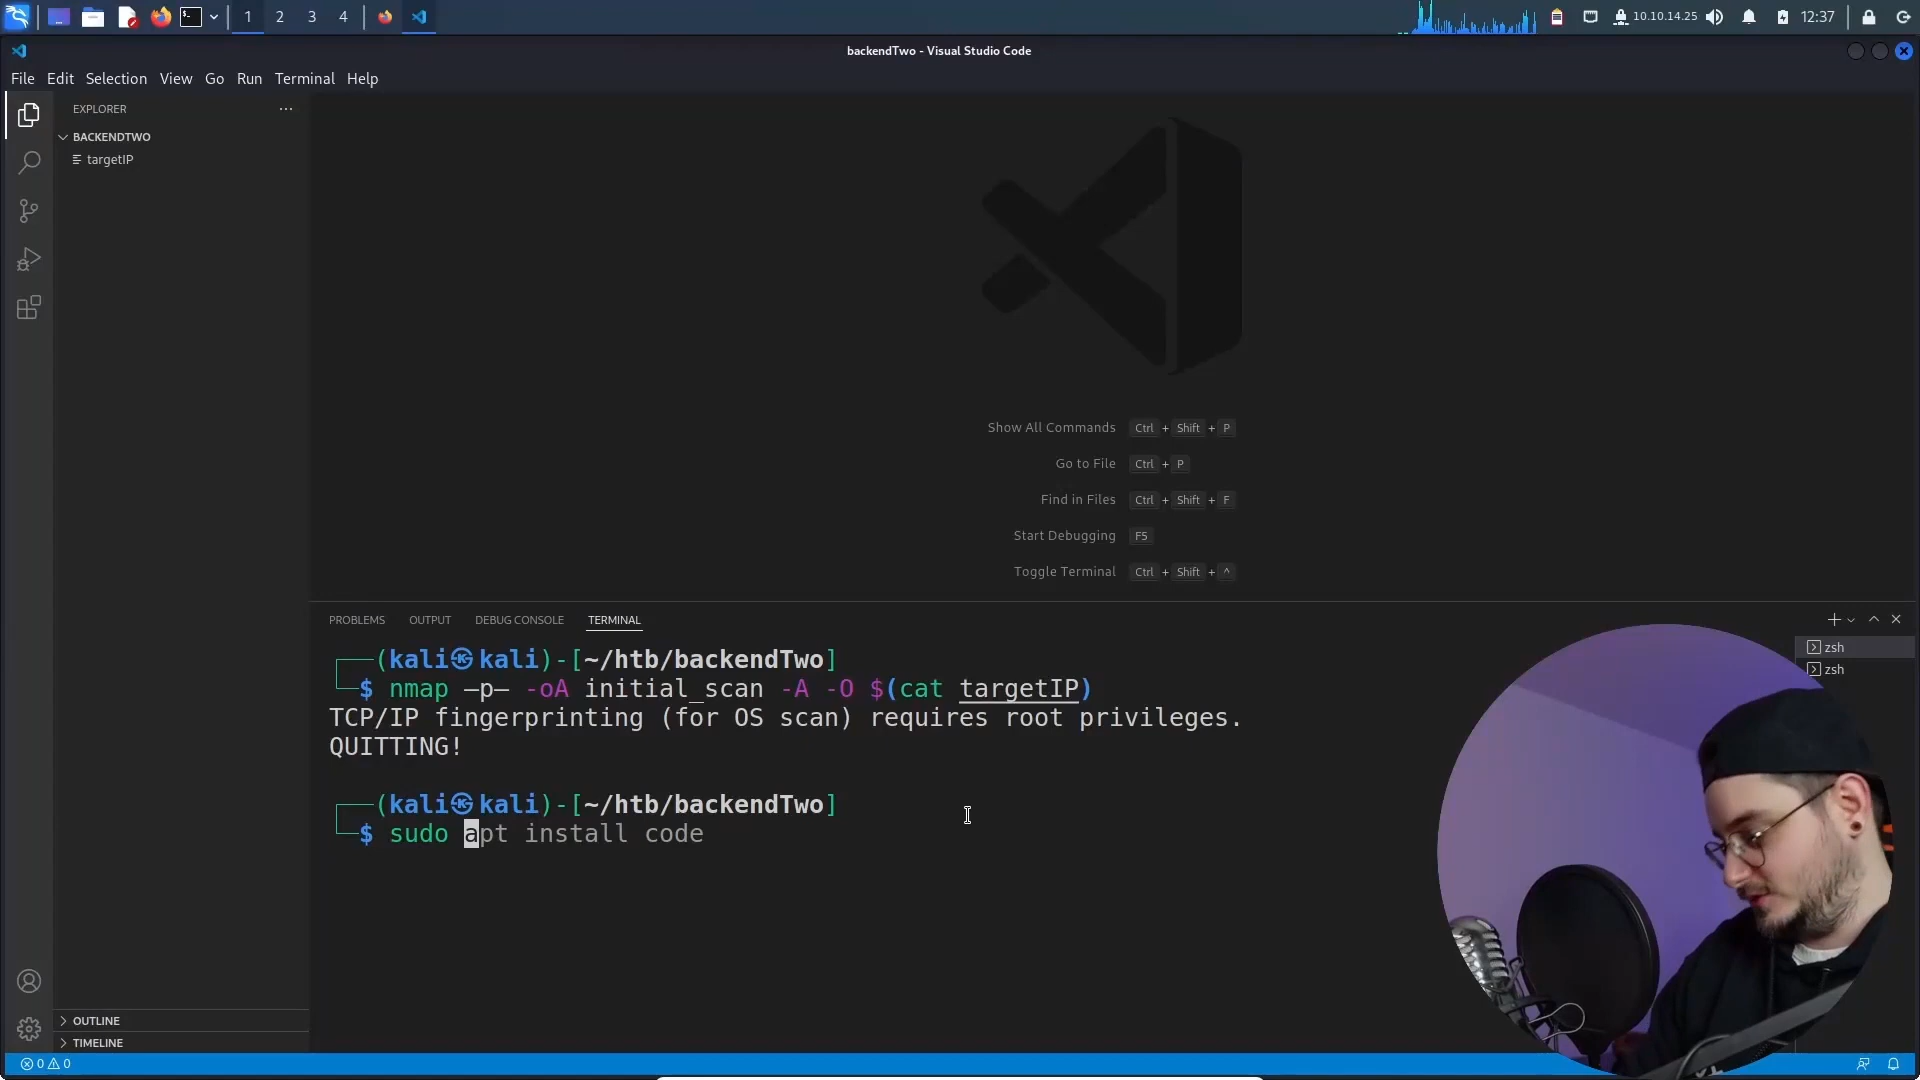 1 2 3 4
10.10.14.25
12:37
backendTwo - Visual Studio Code
File Edit Selection View Go Run Terminal Help
EXPLORER
BACKENDTWO
targetIP
Show All Commands Ctrl + Shift + P
Go to File Ctrl + P
Find in Files Ctrl + Shift + F
Start Debugging F5
Toggle Terminal Ctrl + Shift + ^
PROBLEMS OUTPUT DEBUG CONSOLE TERMINAL
zsh
zsh
(kali㉿kali)-[~/htb/backendTwo]
$ nmap –p– -oA initial_scan -A -O $(cat targetIP)
TCP/IP fingerprinting (for OS scan) requires root privileges.
QUITTING!
(kali㉿kali)-[~/htb/backendTwo]
$ sudo apt install code
OUTLINE
TIMELINE
0 0